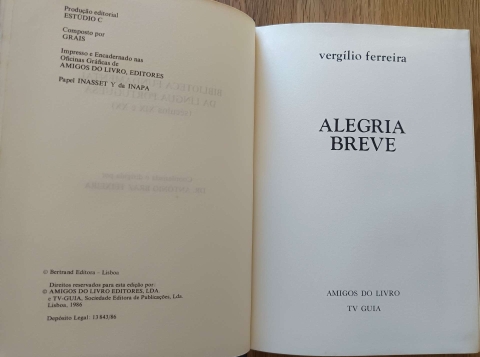 Produção editorial
ESTÚDIO C
Composto por
GRAIS
Impresso e Encadernado nas
Oficinas Gráficas de
AMIGOS DO LIVRO, EDITORES
Papel INASSET Y da INAPA
© Bertrand Editora - Lisboa
Direitos reservados para esta edição por:
© AMIGOS DO LIVRO EDITORES, LDA.
e TV-GUIA, Sociedade Editora de Publicações, Lda.
Lisboa, 1986
Depósito Legal: 13 843/86
vergílio ferreira
ALEGRIA
BREVE
AMIGOS DO LIVRO
TV GUIA